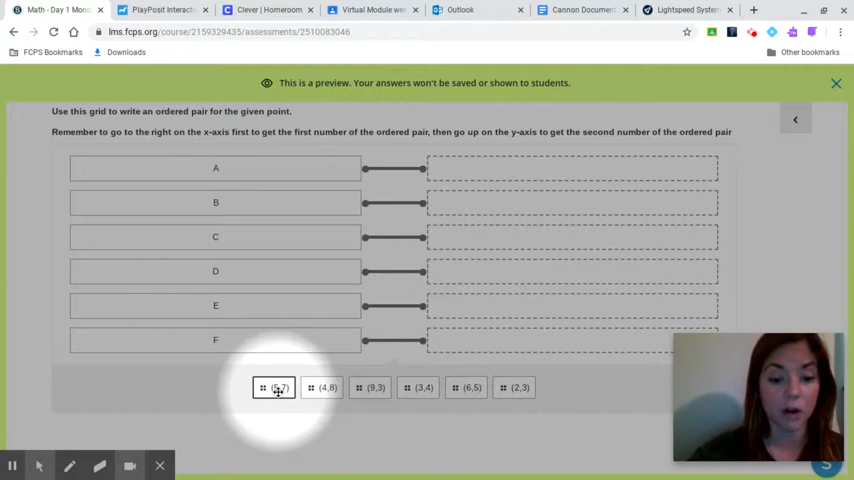 Math - Day 1 Mond
PlayPosit Interacti
Clever | Homeroom
Virtual Module wee
Outlook
Cannon Document
Lightspeed System
lms.fcps.org/course/2159329435/assessments/2510083046
FCPS Bookmarks
Downloads
Other bookmarks
This is a preview. Your answers won't be saved or shown to students.
Use this grid to write an ordered pair for the given point.
Remember to go to the right on the x-axis first to get the first number of the ordered pair, then go up on the y-axis to get the second number of the ordered pair
A
B
C
D
E
F
(5,7) (4,8) (9,3) (3,4) (6,5) (2,3)